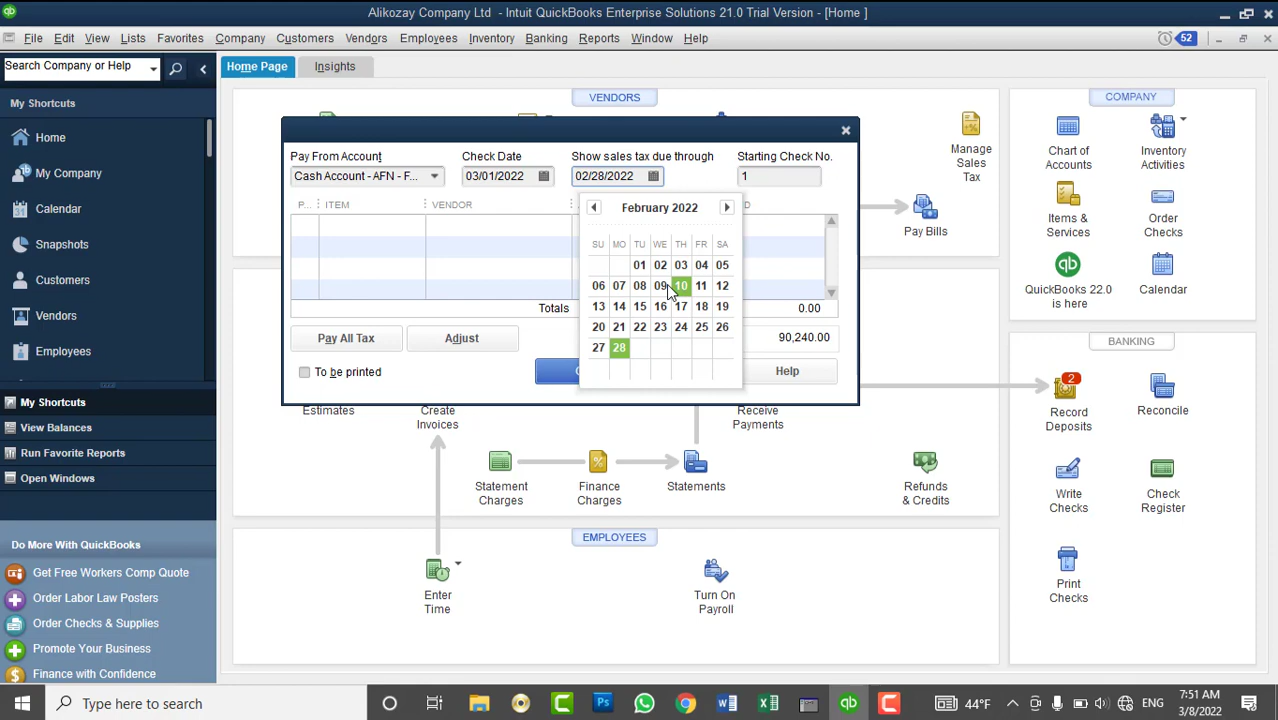 Alikozay Company Ltd - Intuit QuickBooks Enterprise Solutions 21.0 Trial Version - [Home ]
File Edit View Lists Favorites Company Customers Vendors Employees Inventory Banking Reports Window Help 52
Search Company or Help
Home Page
Insights
My Shortcuts
Home
My Company
Calendar
Snapshots
Customers
Vendors
Employees
My Shortcuts
View Balances
Run Favorite Reports
Open Windows
Do More With QuickBooks
Get Free Workers Comp Quote
Order Labor Law Posters
Order Checks & Supplies
Promote Your Business
Finance with Confidence
VENDORS
Manage
Sales
Tax
Pay Bills
Pay From Account
Check Date
Show sales tax due through
Starting Check No.
Cash Account - AFN - F...
03/01/2022
02/28/2022
1
P...
ITEM
VENDOR
D
Totals
0.00
Pay All Tax
Adjust
90,240.00
To be printed
Help
February 2022
SU MO TU WE TH FR SA
01 02 03 04 05
06 07 08 09 10 11 12
13 14 15 16 17 18 19
20 21 22 23 24 25 26
27 28
Estimates
Create
Invoices
Receive
Payments
Statement
Charges
Finance
Charges
Statements
Refunds
& Credits
EMPLOYEES
Enter
Time
Turn On
Payroll
COMPANY
Chart of
Accounts
Inventory
Activities
Items &
Services
Order
Checks
QuickBooks 22.0
is here
Calendar
BANKING
2
Record
Deposits
Reconcile
Write
Checks
Check
Register
Print
Checks
Type here to search
44°F
ENG
7:51 AM
3/8/2022